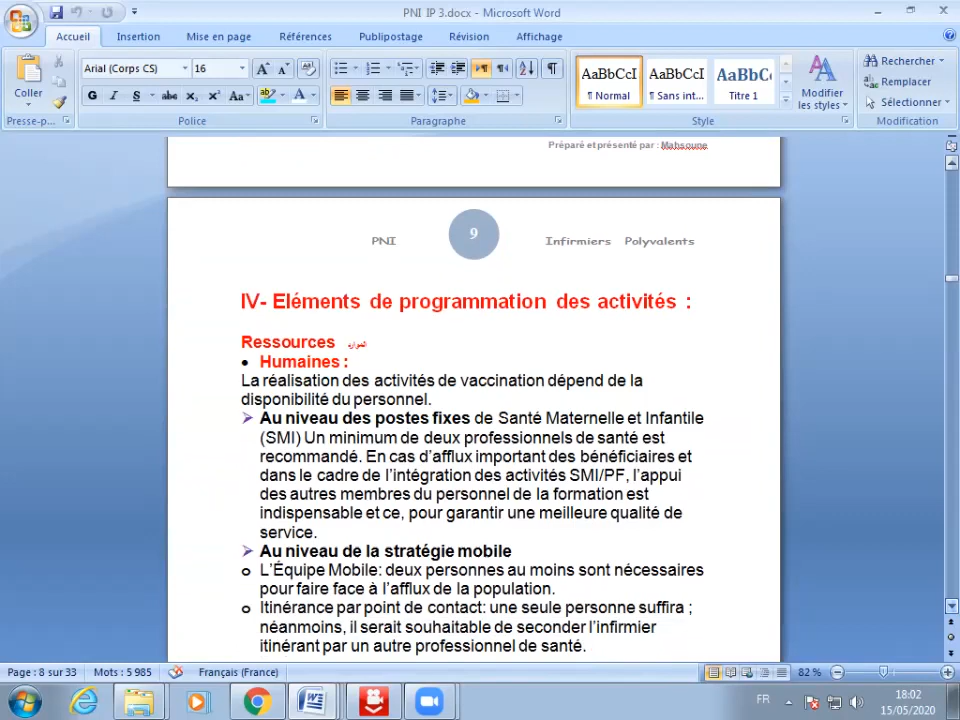 PNI IP 3.docx - Microsoft Word
Accueil Insertion Mise en page Références Publipostage Révision Affichage
Coller
Arial (Corps CS) 16
AaBbCcI AaBbCcI AaBbC
¶ Normal ¶ Sans int... Titre 1
Modifier les styles
Rechercher
Remplacer
Sélectionner
Presse-p... Police Paragraphe Style Modification
Préparé et présenté par : Mahsoune
PNI 9 Infirmiers Polyvalents
IV- Eléments de programmation des activités :
Ressources الموارد
• Humaines :
La réalisation des activités de vaccination dépend de la
disponibilité du personnel.
➢ Au niveau des postes fixes de Santé Maternelle et Infantile
(SMI) Un minimum de deux professionnels de santé est
recommandé. En cas d’afflux important des bénéficiaires et
dans le cadre de l’intégration des activités SMI/PF, l’appui
des autres membres du personnel de la formation est
indispensable et ce, pour garantir une meilleure qualité de
service.
➢ Au niveau de la stratégie mobile
o L’Équipe Mobile: deux personnes au moins sont nécessaires
pour faire face à l’afflux de la population.
o Itinérance par point de contact: une seule personne suffira ;
néanmoins, il serait souhaitable de seconder l’infirmier
itinérant par un autre professionnel de santé.
Page : 8 sur 33 Mots : 5 985 Français (France) 82 %
FR 18:02
15/05/2020